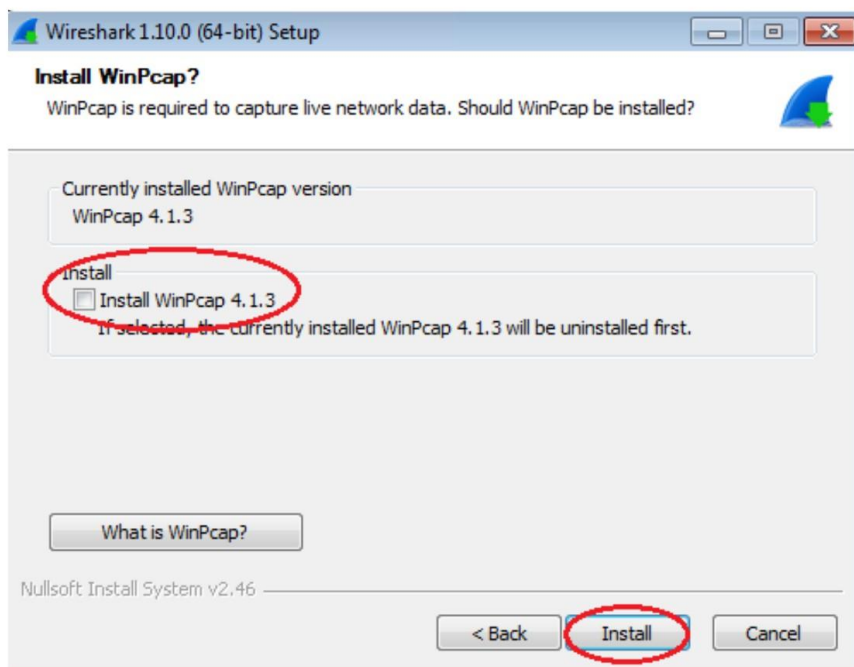 Wireshark 1.10.0 (64-bit) Setup
Install WinPcap?
WinPcap is required to capture live network data. Should WinPcap be installed?
Currently installed WinPcap version
WinPcap 4.1.3
Install
Install WinPcap 4.1.3
If selected, the currently installed WinPcap 4.1.3 will be uninstalled first.
What is WinPcap?
Nullsoft Install System v2.46
< Back Install Cancel